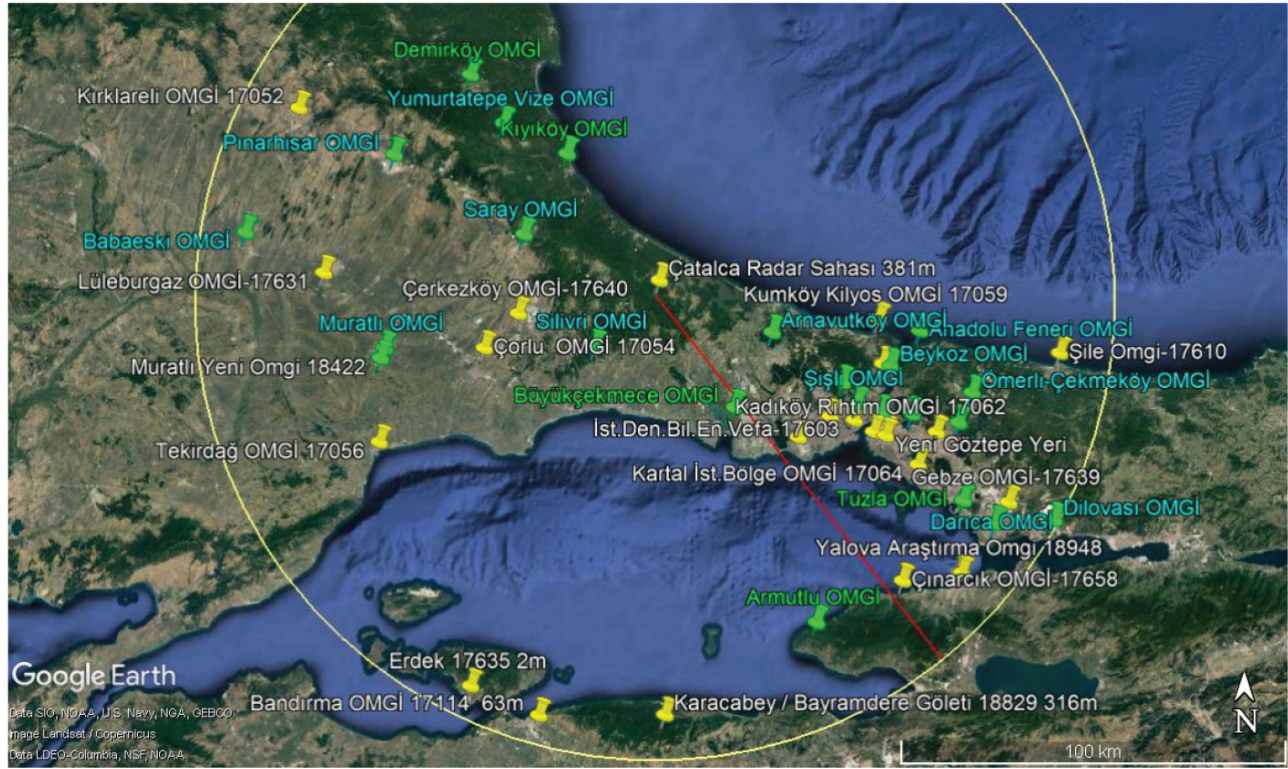 Demirköy OMGİ
Kırklareli OMGİ 17052
Yumurtatepe Vize OMGİ
Kıyıköy OMGİ
Pınarhisar OMGİ
Saray OMGİ
Babaeski OMGİ
Çatalca Radar Sahası 381m
Lüleburgaz OMGİ-17631
Çerkezköy OMGİ-17640
Kumköy Kilyos OMGİ 17059
Muratlı OMGİ
Silivri OMGİ
Arnavutköy OMGİ
Anadolu Feneri OMGİ
Çorlu OMGİ 17054
Beykoz OMGİ
Şile Omgi-17610
Muratlı Yeni Omgi 18422
Şişli OMGİ
Ömerli-Çekmeköy OMGİ
Büyükçekmece OMGİ
Kadıköy Rıhtım OMGİ 17062
İst.Den.Bil.En.Vefa-17603
Yeni Göztepe Yeri
Tekirdağ OMGİ 17056
Kartal İst.Bölge OMGİ 17064
Gebze OMGİ-17639
Tuzla OMGİ
Dilovası OMGİ
Darıca OMGİ
Yalova Araştırma Omgi 18948
Çınarcık OMGİ-17658
Armutlu OMGİ
Erdek 17635 2m
Google Earth
Bandırma OMGİ 17114 63m
Karacabey / Bayramdere Göleti 18829 316m
Data SIO, NOAA, U.S. Navy, NGA, GEBCO
Image Landsat / Copernicus
Data LDEO-Columbia, NSF, NOAA
N
100 km